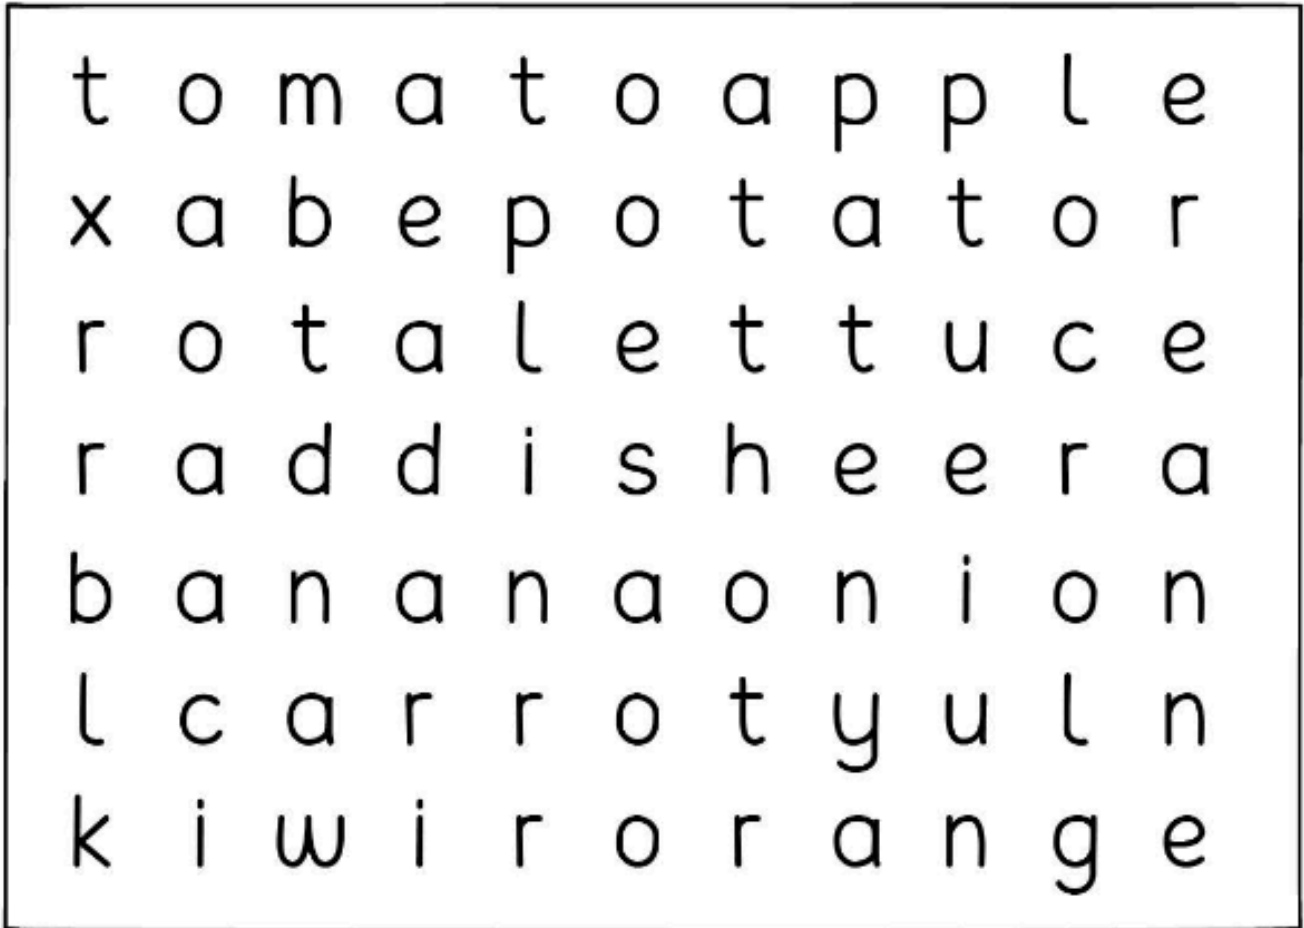 t o m a t o a p p l e
x a b e p o t a t o r
r o t a l e t t u c e
r a d d i s h e e r a
b a n a n a o n i o n
l c a r r o t y u l n
k i w i r o r a n g e